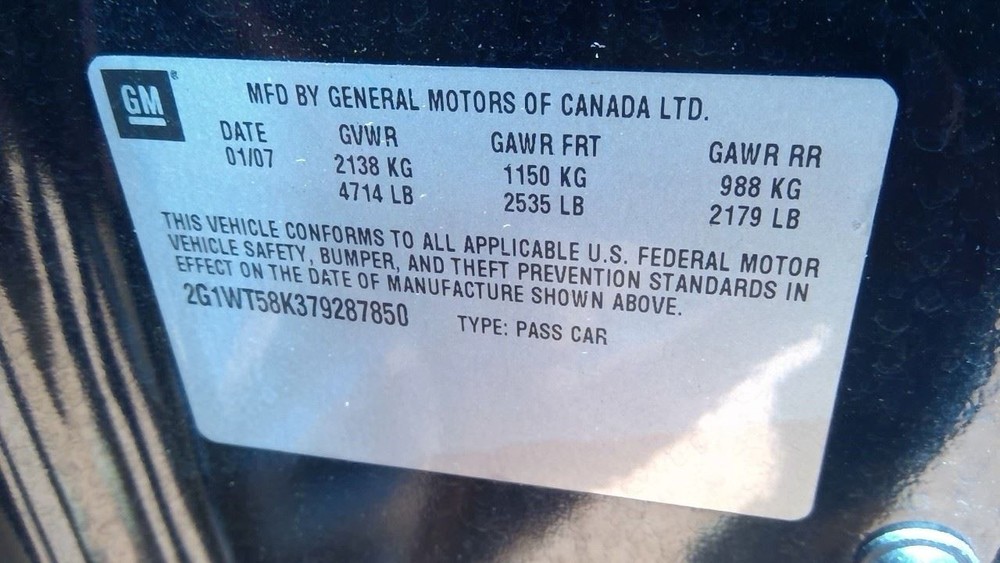 GM
MFD BY GENERAL MOTORS OF CANADA LTD.
DATE GVWR GAWR FRT GAWR RR
01/07 2138 KG 1150 KG 988 KG
4714 LB 2535 LB 2179 LB
THIS VEHICLE CONFORMS TO ALL APPLICABLE U.S. FEDERAL MOTOR
VEHICLE SAFETY, BUMPER, AND THEFT PREVENTION STANDARDS IN
EFFECT ON THE DATE OF MANUFACTURE SHOWN ABOVE.
2G1WT58K379287850 TYPE: PASS CAR